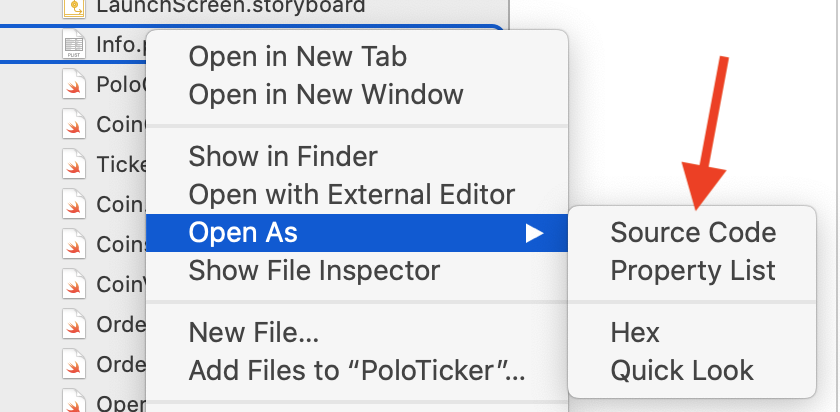 LaunchScreen.storyboard
Info.p
Open in New Tab
PoloC
Open in New Window
Coin
Show in Finder
Ticke
Open with External Editor
Coin.
Open As
Source Code
Coins
Show File Inspector
Property List
CoinV
Orde
New File...
Hex
Orde
Add Files to “PoloTicker”...
Quick Look
Oper